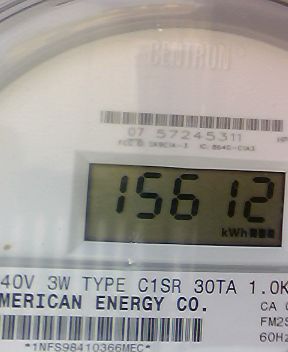 CENTRON
07 57245311
15612
kWh
40V 3W TYPE C1SR 30TA 1.0K
MERICAN ENERGY CO.
CA
FM2S
60Hz
*1NFS98410366MEC*